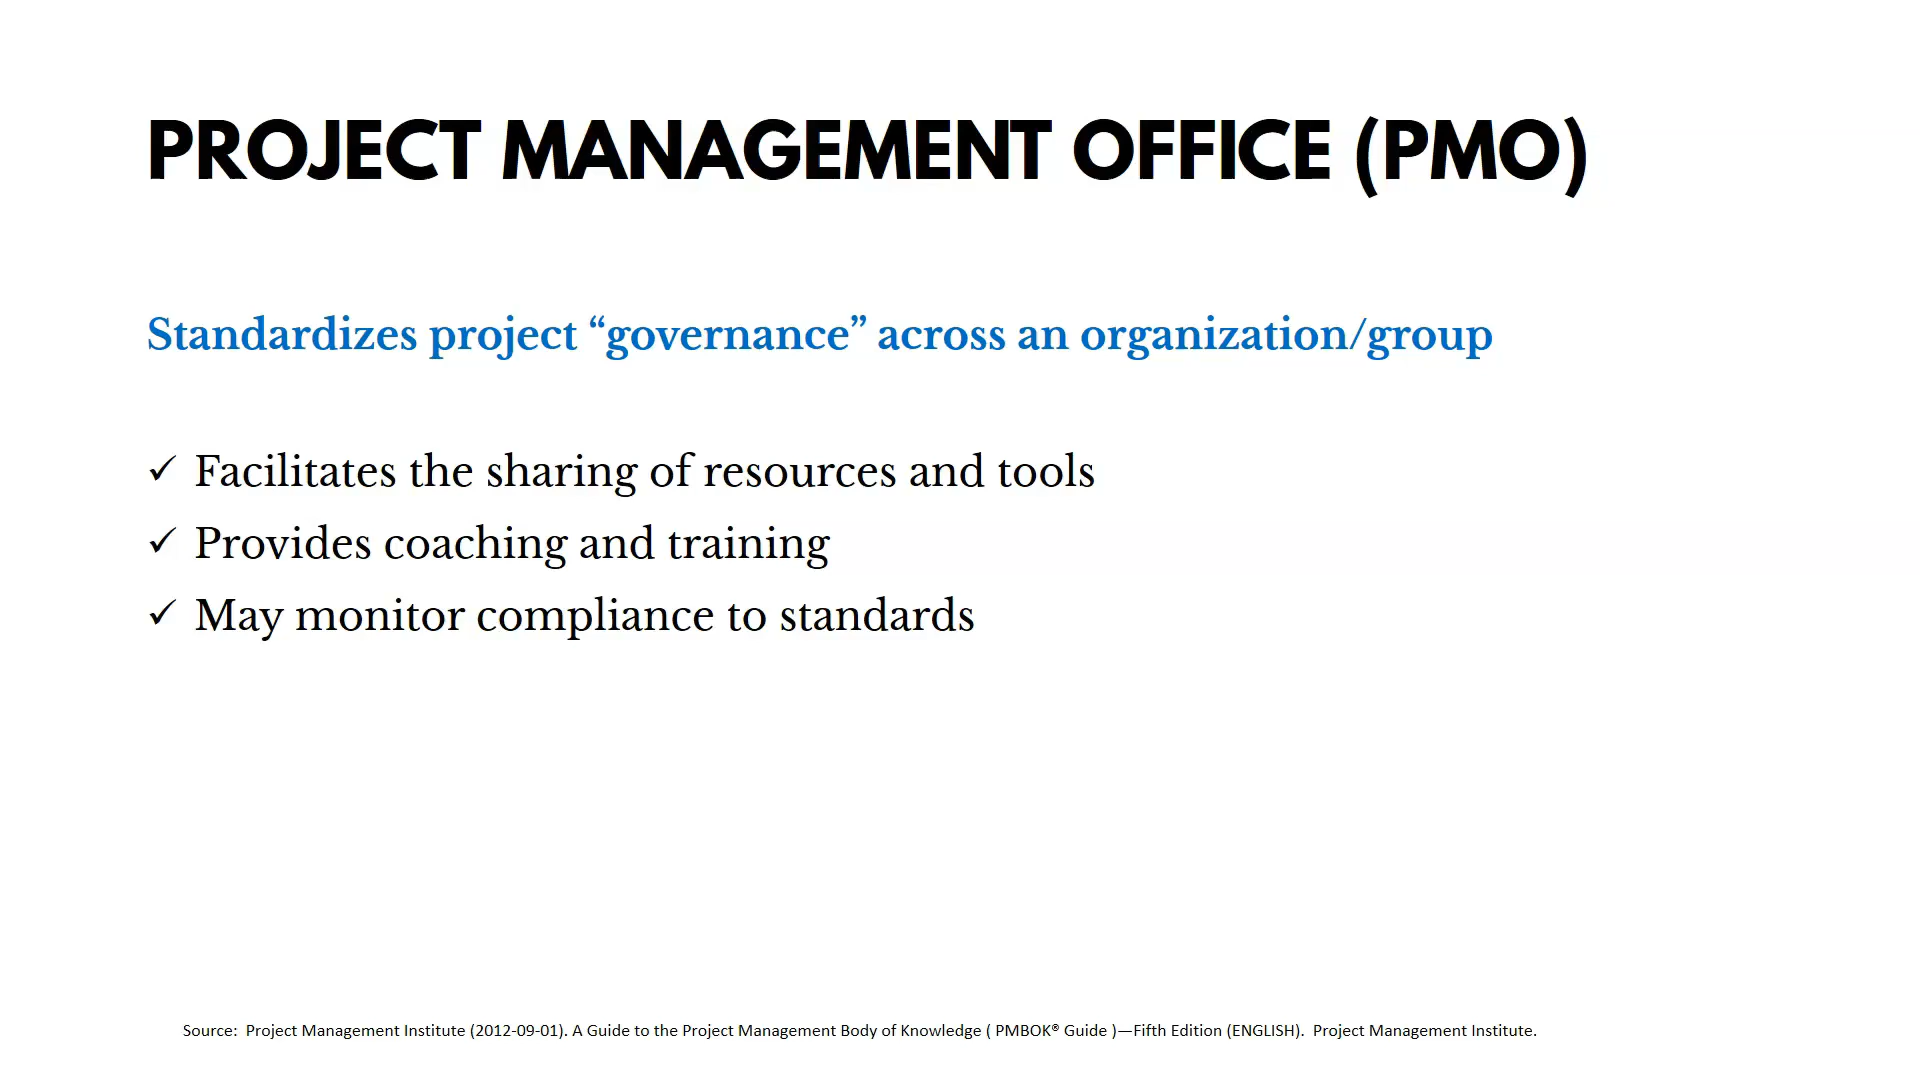 PROJECT MANAGEMENT OFFICE (PMO)
Standardizes project “governance” across an organization/group
✓ Facilitates the sharing of resources and tools
✓ Provides coaching and training
✓ May monitor compliance to standards
Source:  Project Management Institute (2012-09-01). A Guide to the Project Management Body of Knowledge ( PMBOK® Guide )—Fifth Edition (ENGLISH).  Project Management Institute.